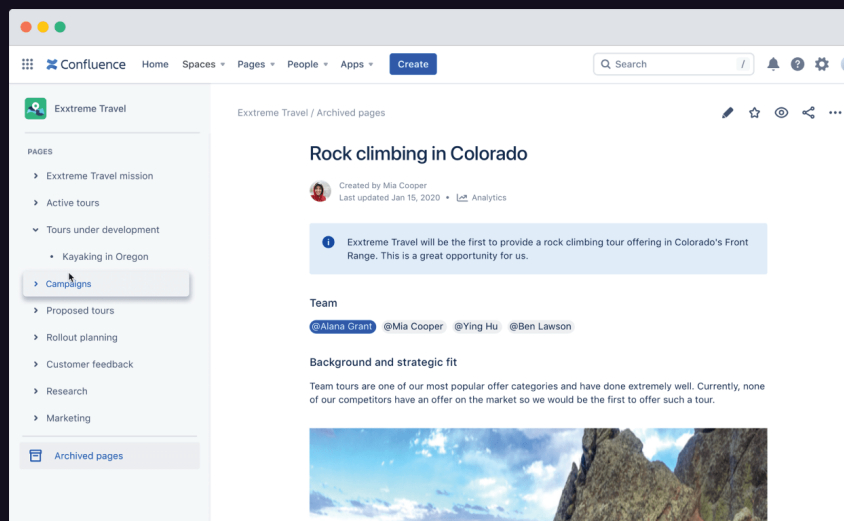 Confluence Home Spaces Pages People Apps Create Search /
Exxtreme Travel
PAGES
Exxtreme Travel mission
Active tours
Tours under development
Kayaking in Oregon
Campaigns
Proposed tours
Rollout planning
Customer feedback
Research
Marketing
Archived pages
Exxtreme Travel / Archived pages
Rock climbing in Colorado
Created by Mia Cooper
Last updated Jan 15, 2020 • Analytics
Exxtreme Travel will be the first to provide a rock climbing tour offering in Colorado's Front
Range. This is a great opportunity for us.
Team
@Alana Grant @Mia Cooper @Ying Hu @Ben Lawson
Background and strategic fit
Team tours are one of our most popular offer categories and have done extremely well. Currently, none
of our competitors have an offer on the market so we would be the first to offer such a tour.